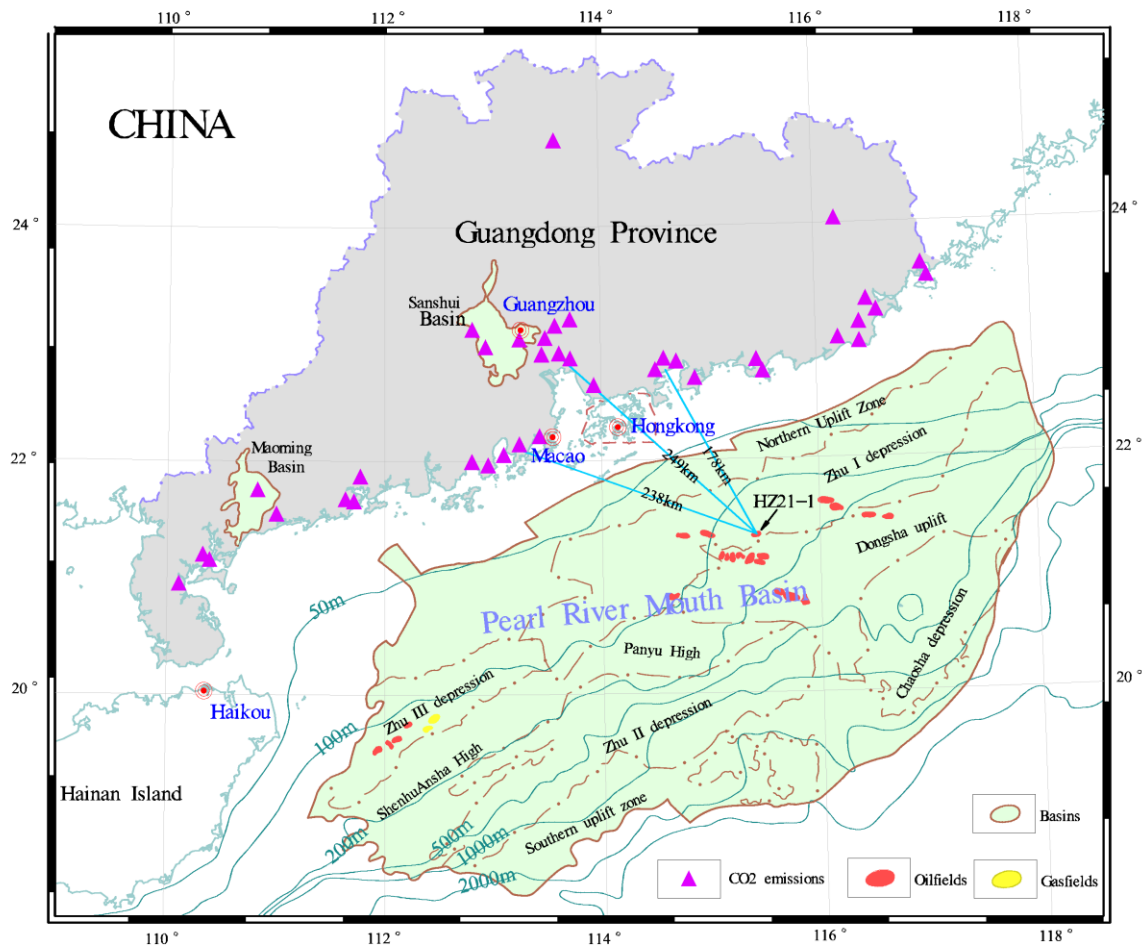 110 °
112 °
114 °
116 °
118 °
CHINA
24 °
24 °
Guangdong Province
Sanshui
Basin
Guangzhou
Maoming
Basin
22 °
22 °
Hongkong
Macao
Northern Uplift Zone
Zhu I depression
178km
249km
238km
HZ21-1
Dongsha uplift
50m
Pearl River Mouth Basin
Panyu High
Chaosha depression
20 °
20 °
Haikou
Zhu III depression
100m
Zhu II depression
ShenhuAnsha High
Hainan Island
Southern uplift zone
200m
500m
1000m
2000m
Basins
CO2 emissions
Oilfields
Gasfields
110 °
112 °
114 °
116 °
118 °